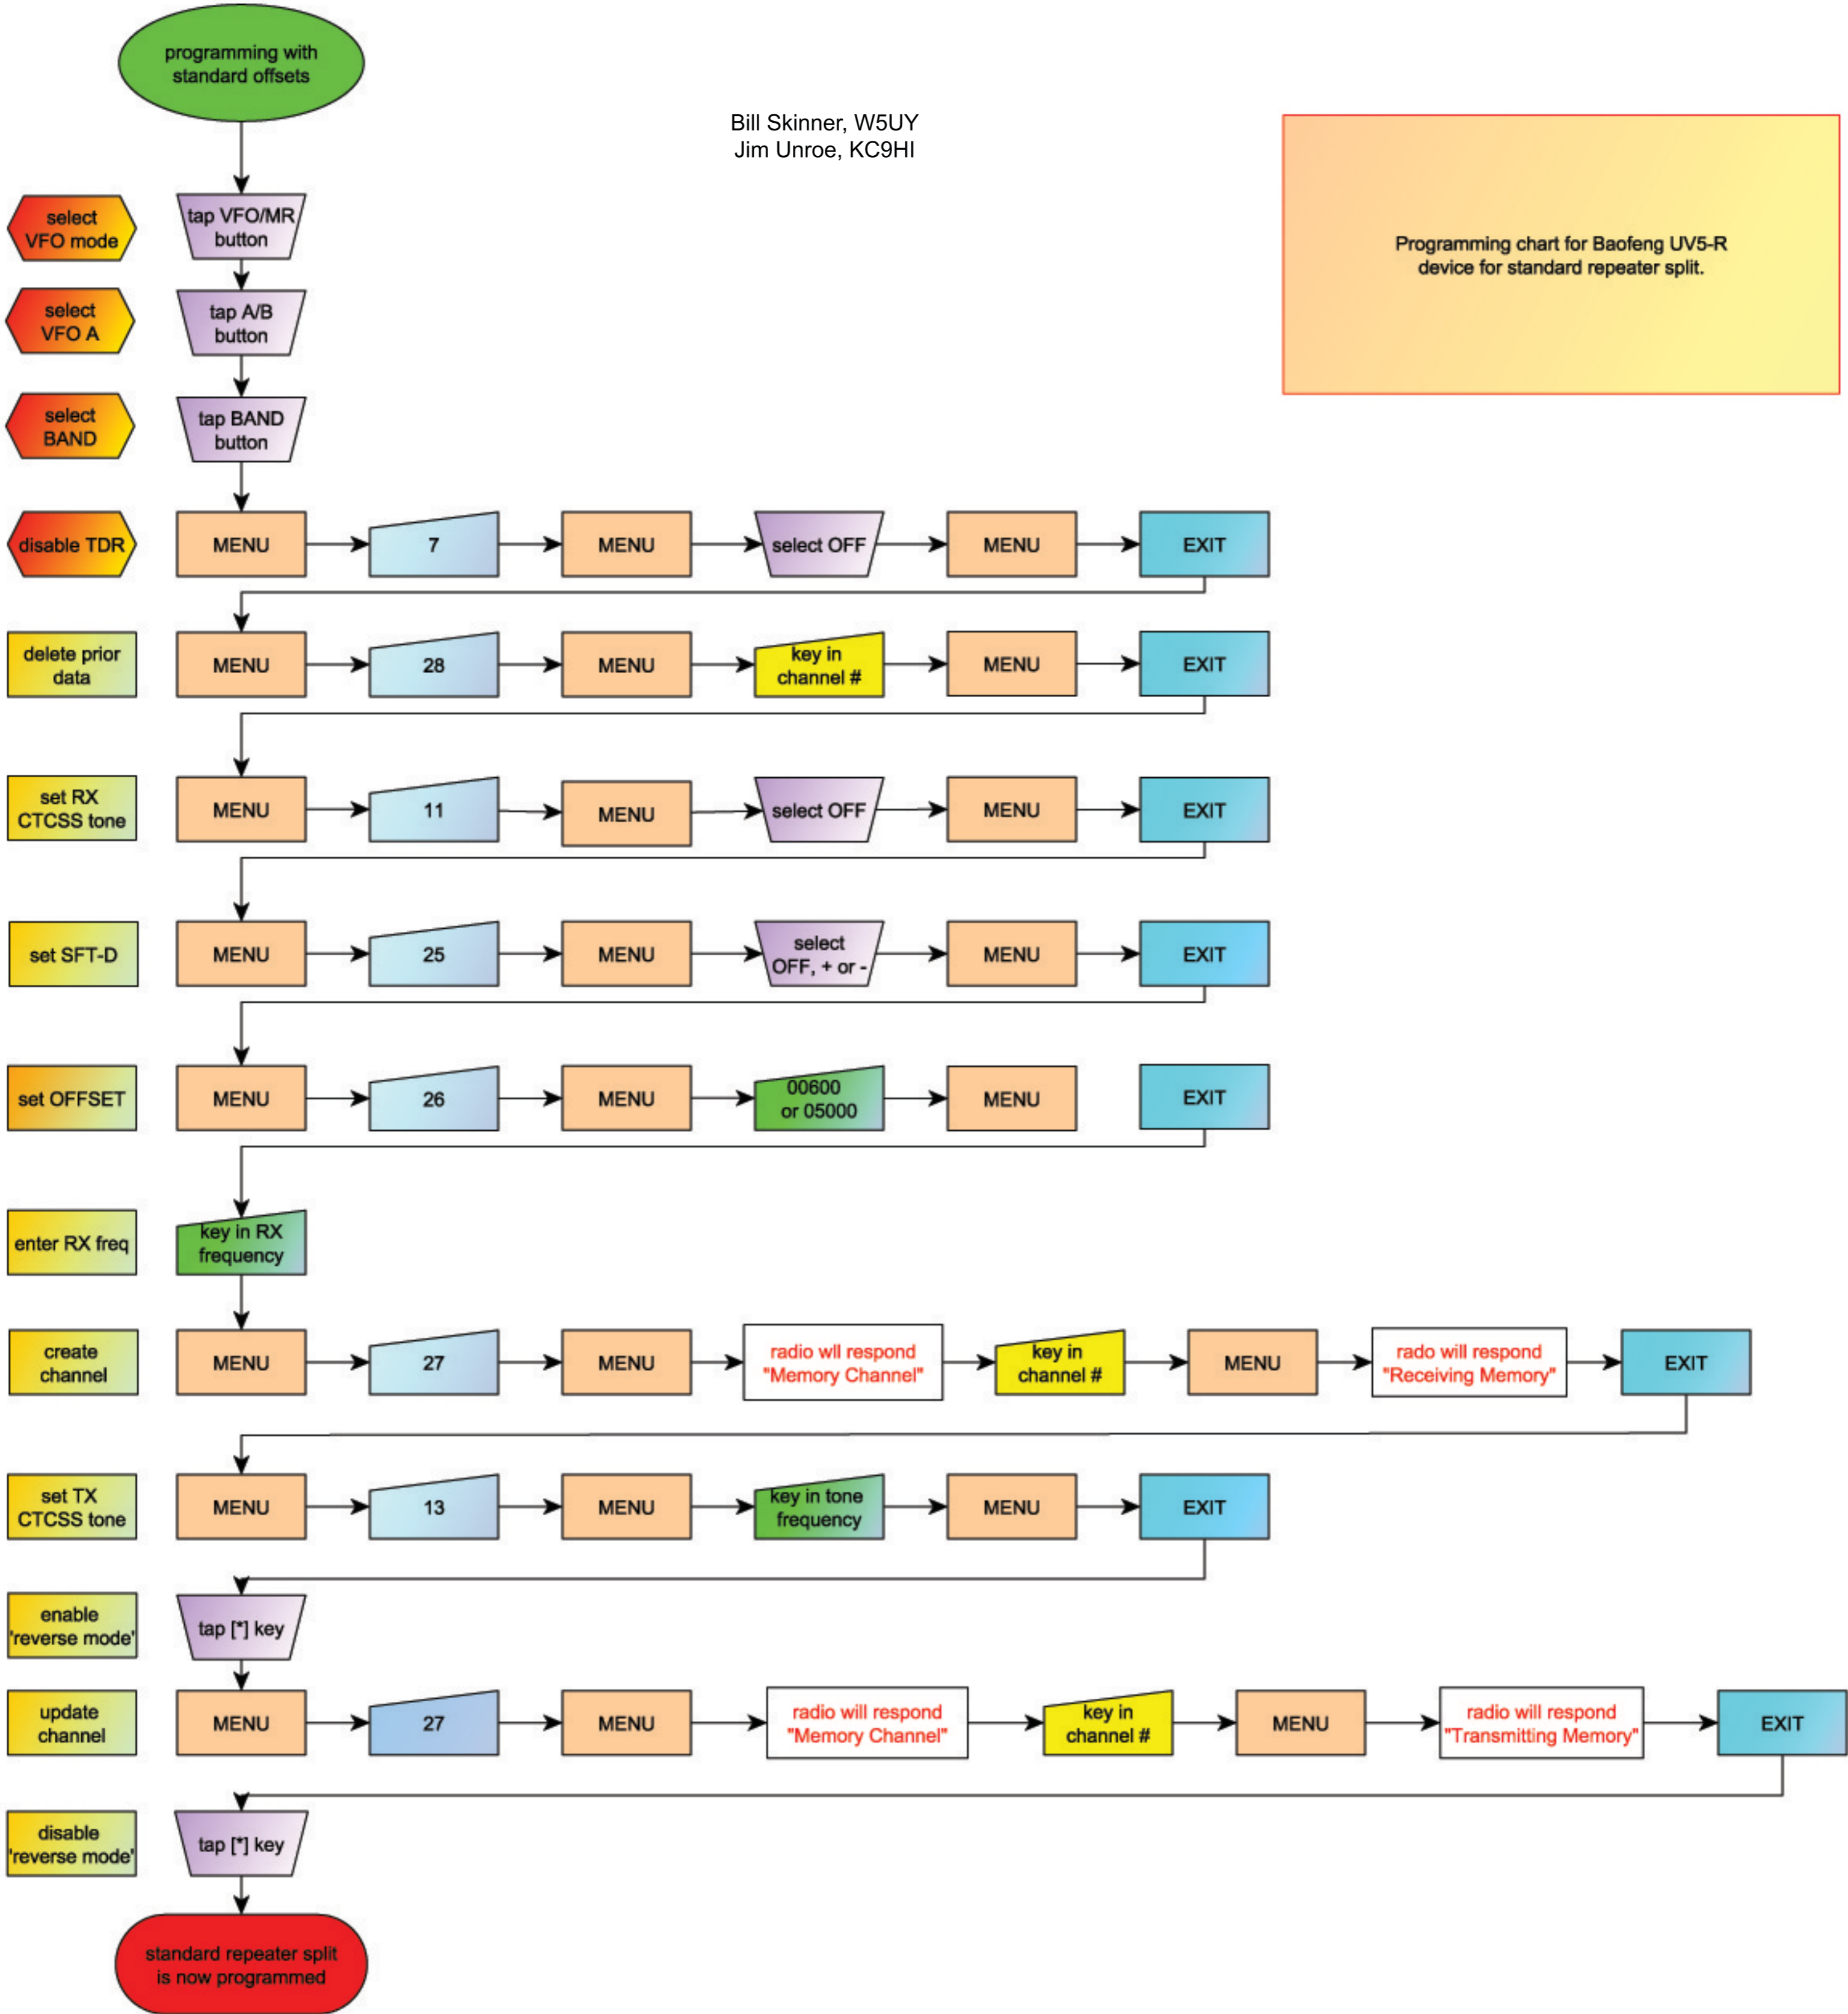 programming with
standard offsets
Bill Skinner, W5UY
Jim Unroe, KC9HI
Programming chart for Baofeng UV5-R
device for standard repeater split.
select
VFO mode
tap VFO/MR
button
select
VFO A
tap A/B
button
select
BAND
tap BAND
button
disable TDR
MENU
7
MENU
select OFF
MENU
EXIT
delete prior
data
MENU
28
MENU
key in
channel #
MENU
EXIT
set RX
CTCSS tone
MENU
11
MENU
select OFF
MENU
EXIT
set SFT-D
MENU
25
MENU
select
OFF, + or -
MENU
EXIT
set OFFSET
MENU
26
MENU
00600
or 05000
MENU
EXIT
enter RX freq
key in RX
frequency
create
channel
MENU
27
MENU
radio wll respond
"Memory Channel"
key in
channel #
MENU
rado will respond
"Receiving Memory"
EXIT
set TX
CTCSS tone
MENU
13
MENU
key in tone
frequency
MENU
EXIT
enable
'reverse mode'
tap [*] key
update
channel
MENU
27
MENU
radio will respond
"Memory Channel"
key in
channel #
MENU
radio will respond
"Transmitting Memory"
EXIT
disable
'reverse mode'
tap [*] key
standard repeater split
is now programmed